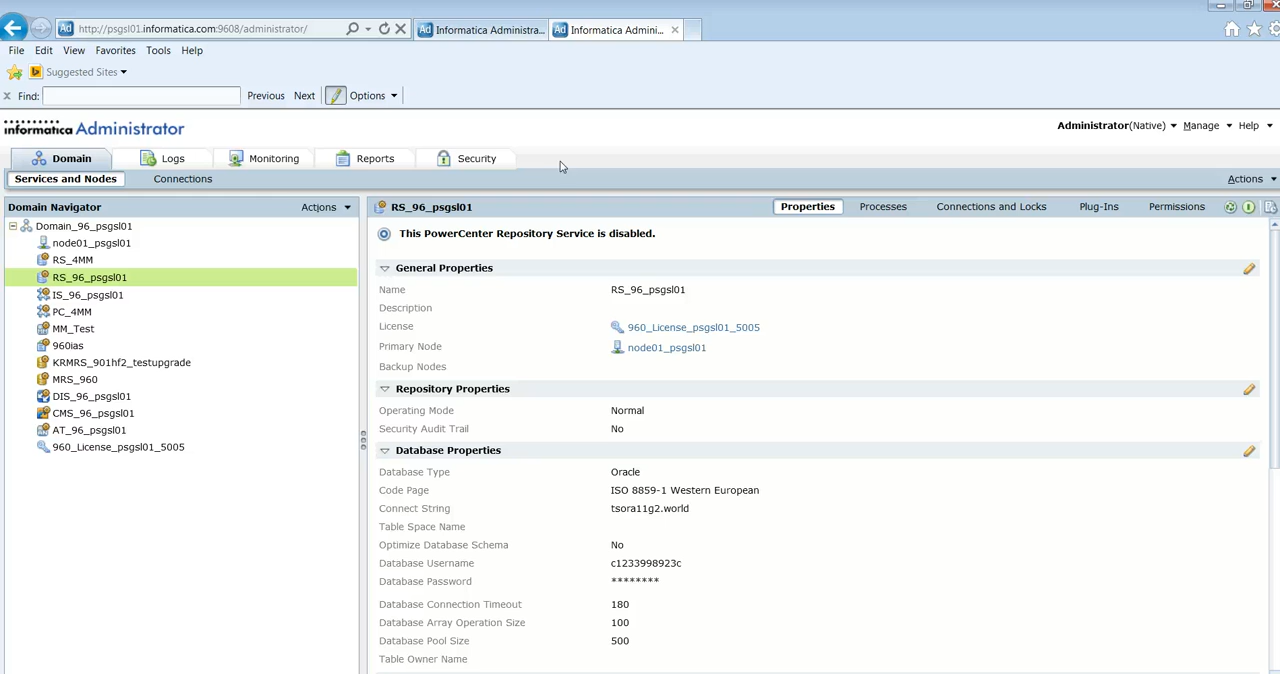 http://psgsl01.informatica.com:9608/administrator/
Informatica Administra...
Informatica Admini...
File Edit View Favorites Tools Help
Suggested Sites
x Find: Previous Next Options
informatica Administrator
Administrator(Native) Manage Help
Domain Logs Monitoring Reports Security
Services and Nodes Connections Actions
Domain Navigator Actions
RS_96_psgsl01 Properties Processes Connections and Locks Plug-Ins Permissions
Domain_96_psgsl01
node01_psgsl01
RS_4MM
RS_96_psgsl01
IS_96_psgsl01
PC_4MM
MM_Test
960ias
KRMRS_901hf2_testupgrade
MRS_960
DIS_96_psgsl01
CMS_96_psgsl01
AT_96_psgsl01
960_License_psgsl01_5005
This PowerCenter Repository Service is disabled.
General Properties
Name RS_96_psgsl01
Description
License 960_License_psgsl01_5005
Primary Node node01_psgsl01
Backup Nodes
Repository Properties
Operating Mode Normal
Security Audit Trail No
Database Properties
Database Type Oracle
Code Page ISO 8859-1 Western European
Connect String tsora11g2.world
Table Space Name
Optimize Database Schema No
Database Username c1233998923c
Database Password ********
Database Connection Timeout 180
Database Array Operation Size 100
Database Pool Size 500
Table Owner Name